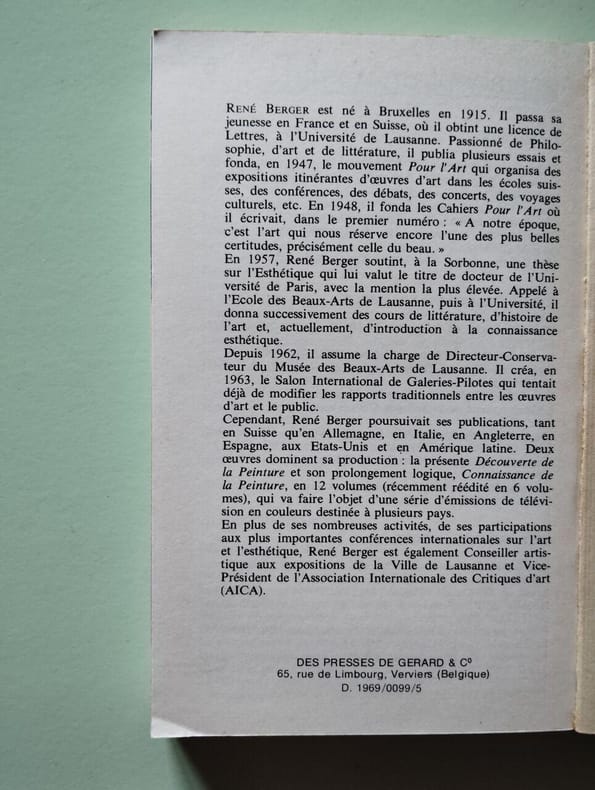 RENÉ BERGER est né à Bruxelles en 1915. Il passa sa
jeunesse en France et en Suisse, où il obtint une licence de
Lettres, à l'Université de Lausanne. Passionné de Philo-
sophie, d'art et de littérature, il publia plusieurs essais et
fonda, en 1947, le mouvement Pour l'Art qui organisa des
expositions itinérantes d'œuvres d'art dans les écoles suis-
ses, des conférences, des débats, des concerts, des voyages
culturels, etc. En 1948, il fonda les Cahiers Pour l'Art où
il écrivait, dans le premier numéro : « A notre époque,
c'est l'art qui nous réserve encore l'une des plus belles
certitudes, précisément celle du beau. »
En 1957, René Berger soutint, à la Sorbonne, une thèse
sur l'Esthétique qui lui valut le titre de docteur de l'Uni-
versité de Paris, avec la mention la plus élevée. Appelé à
l'Ecole des Beaux-Arts de Lausanne, puis à l'Université, il
donna successivement des cours de littérature, d'histoire de
l'art et, actuellement, d'introduction à la connaissance
esthétique.
Depuis 1962, il assume la charge de Directeur-Conserva-
teur du Musée des Beaux-Arts de Lausanne. Il créa, en
1963, le Salon International de Galeries-Pilotes qui tentait
déjà de modifier les rapports traditionnels entre les œuvres
d'art et le public.
Cependant, René Berger poursuivait ses publications, tant
en Suisse qu'en Allemagne, en Italie, en Angleterre, en
Espagne, aux Etats-Unis et en Amérique latine. Deux
œuvres dominent sa production : la présente Découverte de
la Peinture et son prolongement logique, Connaissance de
la Peinture, en 12 volumes (récemment réédité en 6 volu-
mes), qui va faire l'objet d'une série d'émissions de télévi-
sion en couleurs destinée à plusieurs pays.
En plus de ses nombreuses activités, de ses participations
aux plus importantes conférences internationales sur l'art
et l'esthétique, René Berger est également Conseiller artis-
tique aux expositions de la Ville de Lausanne et Vice-
Président de l'Association Internationale des Critiques d'art
(AICA).
DES PRESSES DE GERARD & Cº
65, rue de Limbourg, Verviers (Belgique)
D. 1969/0099/5